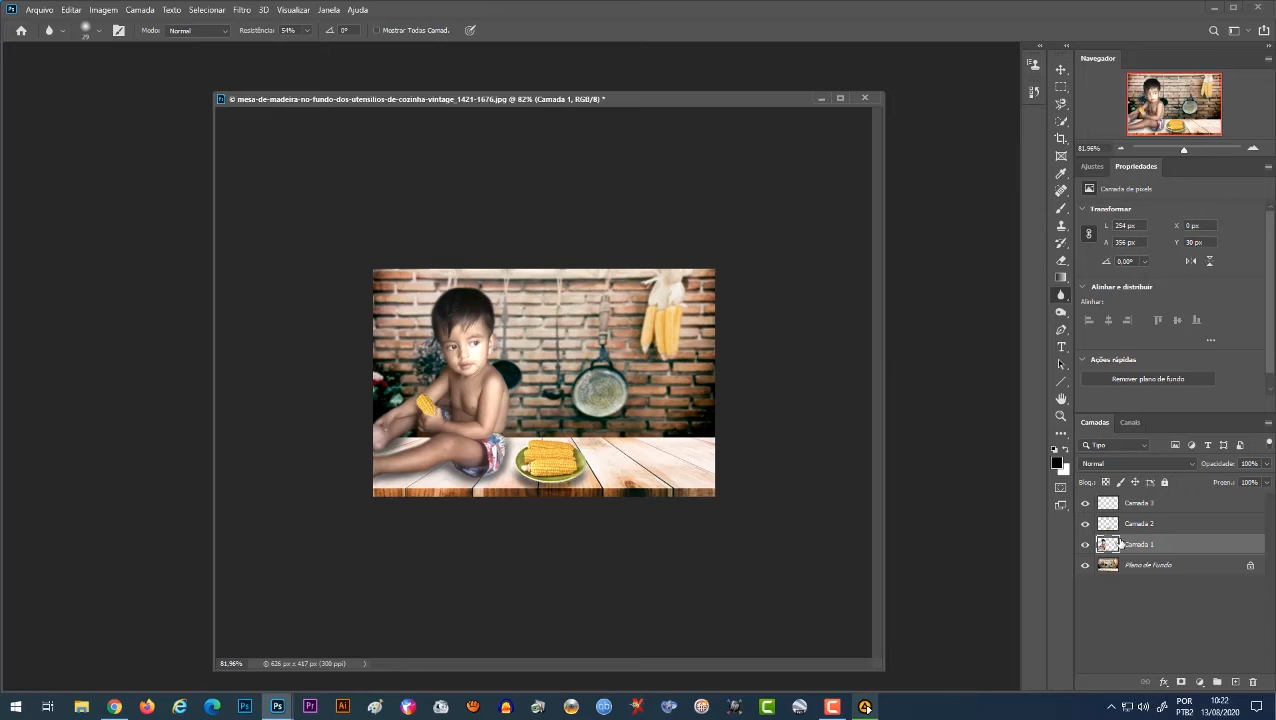 Arquivo Editar Imagem Camada Texto Selecionar Filtro 3D Visualizar Janela Ajuda
29 Modo: Normal Resistência: 54% 0° Mostrar Todas Camad.
© mesa-de-madeira-no-fundo-dos-utensilios-de-cozinha-vintage_1421-1676.jpg @ 82% (Camada 1, RGB/8) *
Navegador
81.96%
Ajustes Propriedades
Camada de pixels
Transformar
L 254 px X 0 px
A 356 px Y 30 px
0,00°
Alinhar e distribuir
Alinhar:
Ações rápidas
Remover plano de fundo
Camadas Canais
Tipo
Normal Opacidade: 100%
Bloq.: Preen.: 100%
Camada 3
Camada 2
Camada 1
Plano de Fundo
81,96% © 626 px x 417 px (300 ppi)
POR 10:22
PTB2 13/08/2020